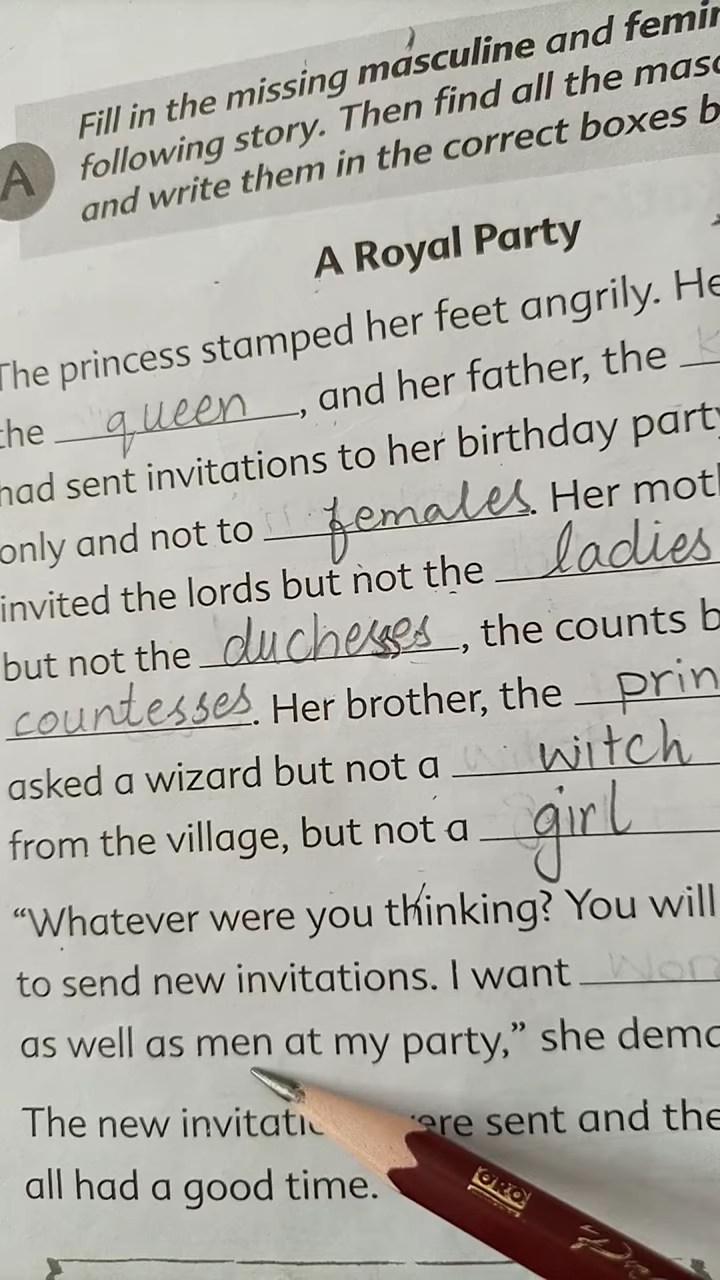 A
Fill in the missing masculine and femin
following story. Then find all the masc
and write them in the correct boxes b
A Royal Party
The princess stamped her feet angrily. He
the queen, and her father, the
had sent invitations to her birthday party
only and not to females. Her moth
invited the lords but not the ladies
but not the duchesses, the counts b
countesses. Her brother, the prin
asked a wizard but not a witch
from the village, but not a girl
“Whatever were you thinking? You will
to send new invitations. I want
as well as men at my party,” she dema
The new invitati ere sent and the
all had a good time.